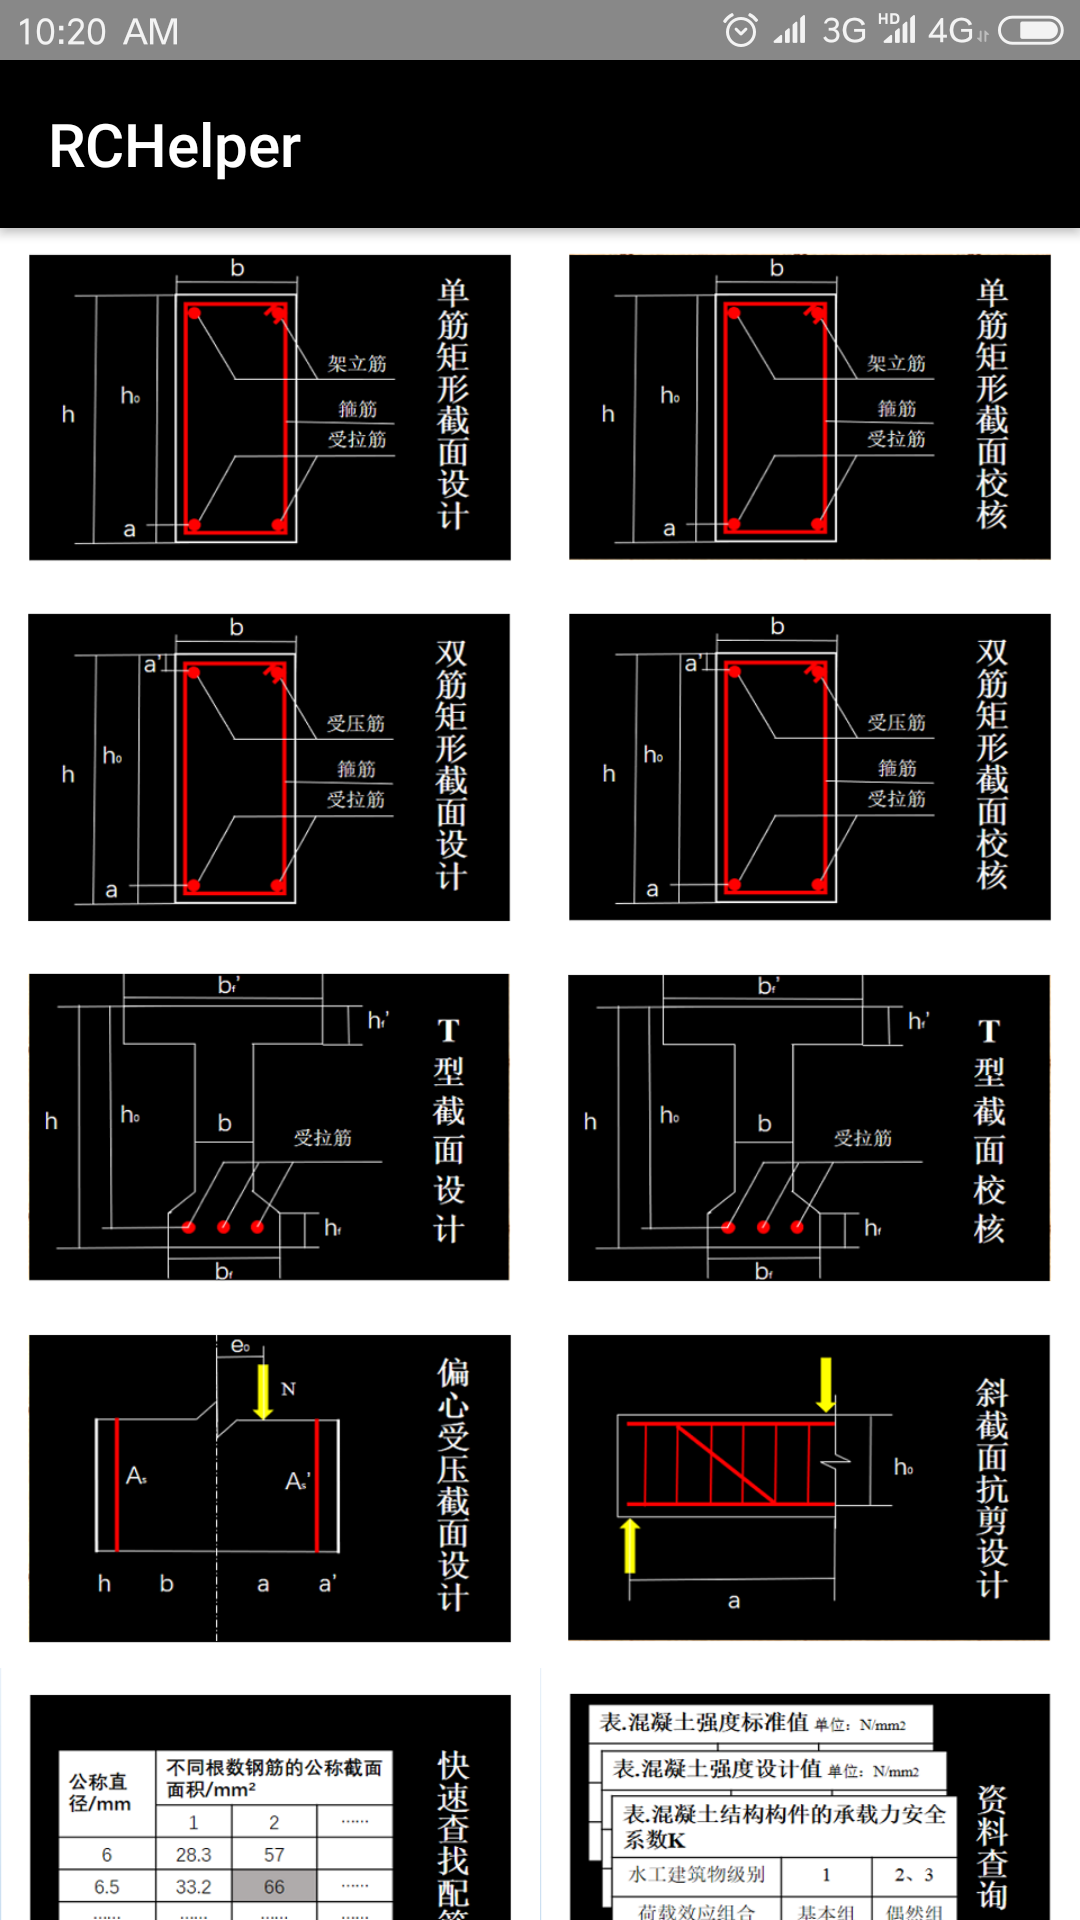 10:20 AM
3G HD 4G
RCHelper
b
h
h₀
a
架立筋
箍筋
受拉筋
单筋矩形截面设计
b
h
h₀
a
架立筋
箍筋
受拉筋
单筋矩形截面校核
b
a'
h
h₀
a
受压筋
箍筋
受拉筋
双筋矩形截面设计
b
a'
h
h₀
a
受压筋
箍筋
受拉筋
双筋矩形截面校核
bf'
hf'
h
h₀
b
受拉筋
hf
bf
T型截面设计
bf'
hf'
h
h₀
b
受拉筋
hf
bf
T型截面校核
e₀
N
As
As'
h b a a'
偏心受压截面设计
h₀
a
斜截面抗剪设计
公称直径/mm
不同根数钢筋的公称截面
面积/mm²
1 2 ……
6 28.3 57
6.5 33.2 66 ……
…… …… …… ……
快速查找配
表.混凝土强度标准值 单位：N/mm2
表.混凝土强度设计值 单位：N/mm2
表.混凝土结构构件的承载力安全
系数K
水工建筑物级别 1 2、3
荷载效应组合 基本组 偶然组
资料查询